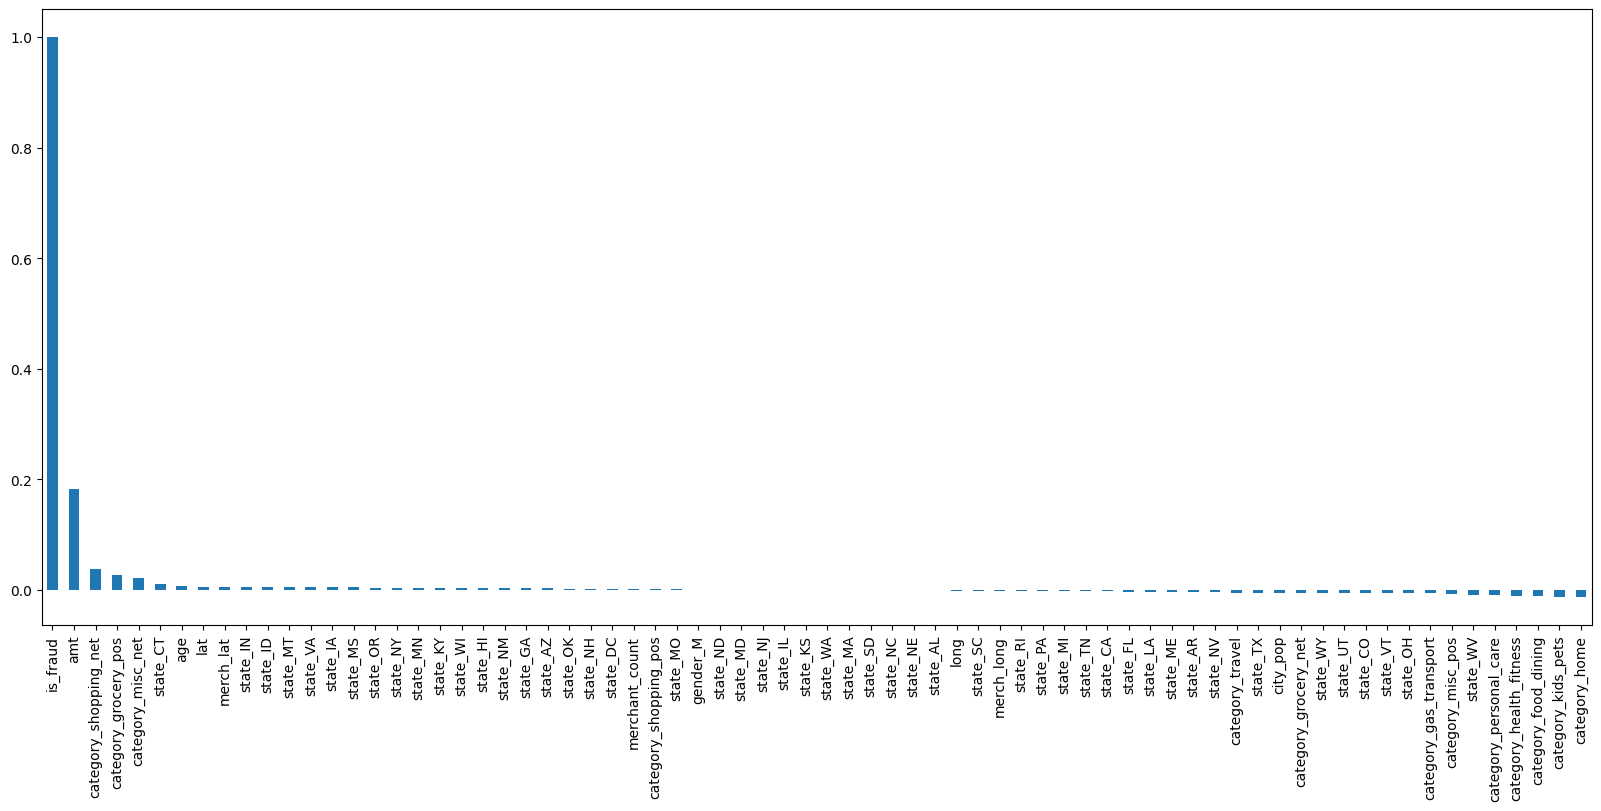 1.0
0.8
0.6
0.4
0.2
0.0
is_fraud
amt
category_shopping_net
category_grocery_pos
category_misc_net
state_CT
age
lat
merch_lat
state_IN
state_ID
state_MT
state_VA
state_IA
state_MS
state_OR
state_NY
state_MN
state_KY
state_WI
state_HI
state_NM
state_GA
state_AZ
state_OK
state_NH
state_DC
merchant_count
category_shopping_pos
state_MO
gender_M
state_ND
state_MD
state_NJ
state_IL
state_KS
state_WA
state_MA
state_SD
state_NC
state_NE
state_AL
long
state_SC
merch_long
state_RI
state_PA
state_MI
state_TN
state_CA
state_FL
state_LA
state_ME
state_AR
state_NV
category_travel
state_TX
city_pop
category_grocery_net
state_WY
state_UT
state_CO
state_VT
state_OH
category_gas_transport
category_misc_pos
state_WV
category_personal_care
category_health_fitness
category_food_dining
category_kids_pets
category_home